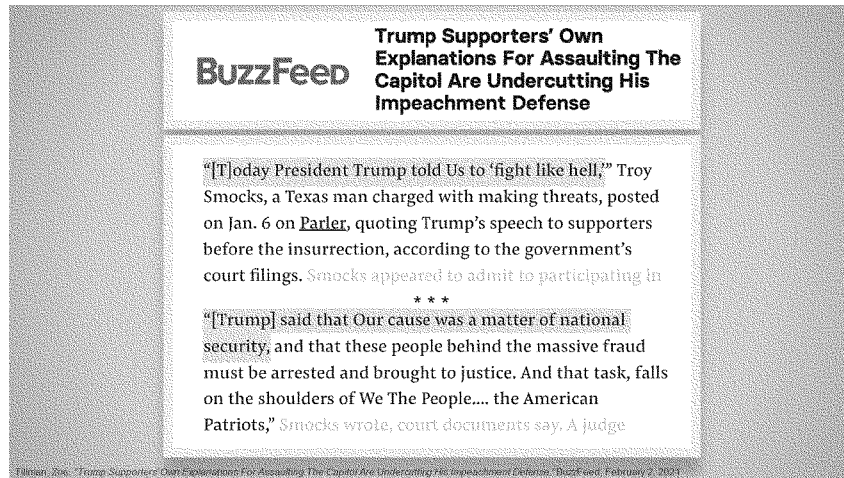 BuzzFeed
Trump Supporters' Own
Explanations For Assaulting The
Capitol Are Undercutting His
Impeachment Defense
"[T]oday President Trump told Us to 'fight like hell,'" Troy
Smocks, a Texas man charged with making threats, posted
on Jan. 6 on Parler, quoting Trump's speech to supporters
before the insurrection, according to the government's
court filings. Smocks appeared to admit to participating in
* * *
"[Trump] said that Our cause was a matter of national
security, and that these people behind the massive fraud
must be arrested and brought to justice. And that task, falls
on the shoulders of We The People.... the American
Patriots," Smocks wrote, court documents say. A judge
Tillman, Zoe. "Trump Supporters' Own Explanations For Assaulting The Capitol Are Undercutting His Impeachment Defense." BuzzFeed, February 2, 2021